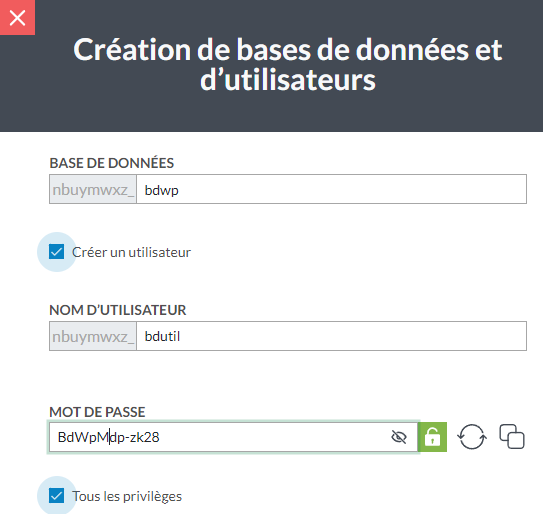 Création de bases de données et
d’utilisateurs
BASE DE DONNÉES
nbuymwxz_ bdwp
Créer un utilisateur
NOM D’UTILISATEUR
nbuymwxz_ bdutil
MOT DE PASSE
BdWpMdp-zk28
Tous les privilèges